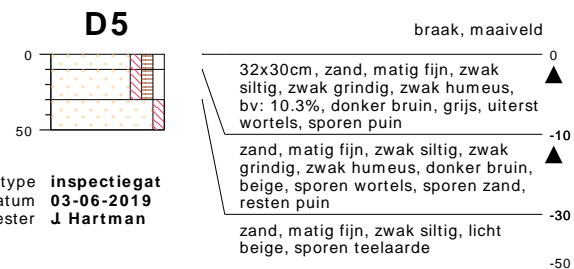 D5
braak, maaiveld
0
50
0
32x30cm, zand, matig fijn, zwak
siltig, zwak grindig, zwak humeus,
bv: 10.3%, donker bruin, grijs, uiterst
wortels, sporen puin
-10
zand, matig fijn, zwak siltig, zwak
grindig, zwak humeus, donker bruin,
beige, sporen wortels, sporen zand,
resten puin
-30
zand, matig fijn, zwak siltig, licht
beige, sporen teelaarde
-50
type inspectiegat
atum 03-06-2019
ester J. Hartman